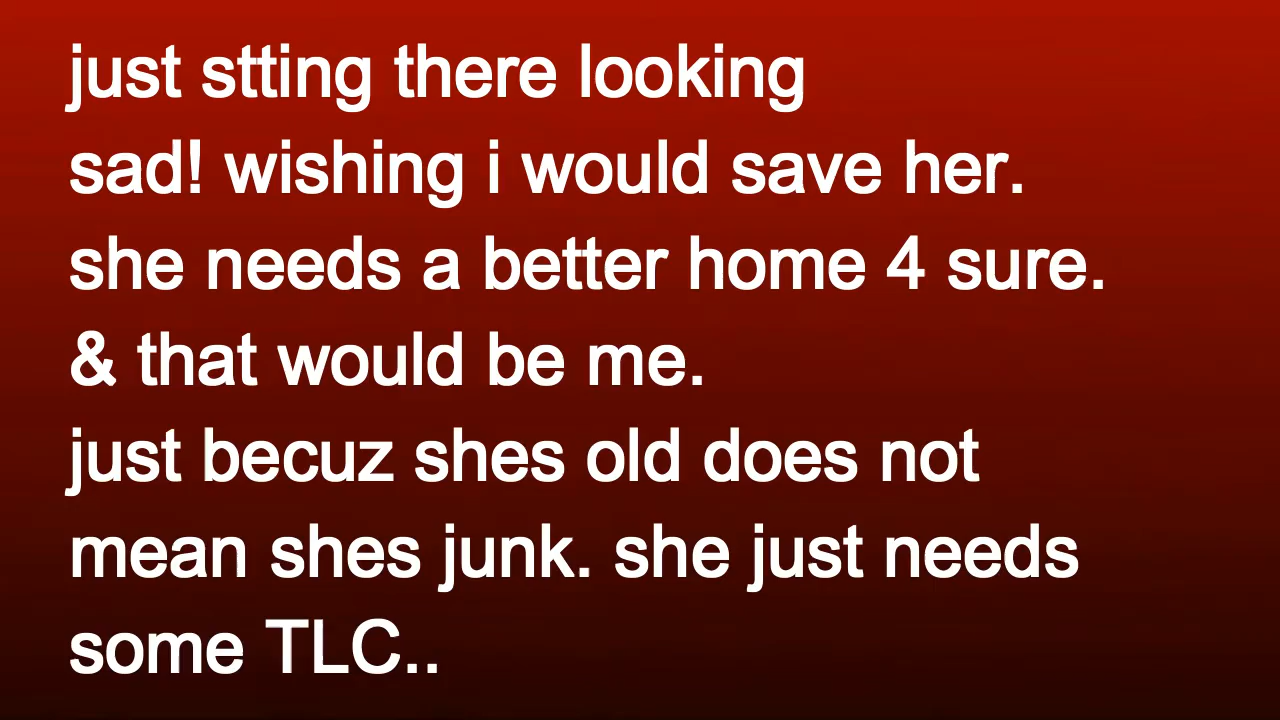 just stting there looking
sad! wishing i would save her.
she needs a better home 4 sure.
& that would be me.
just becuz shes old does not
mean shes junk. she just needs
some TLC..